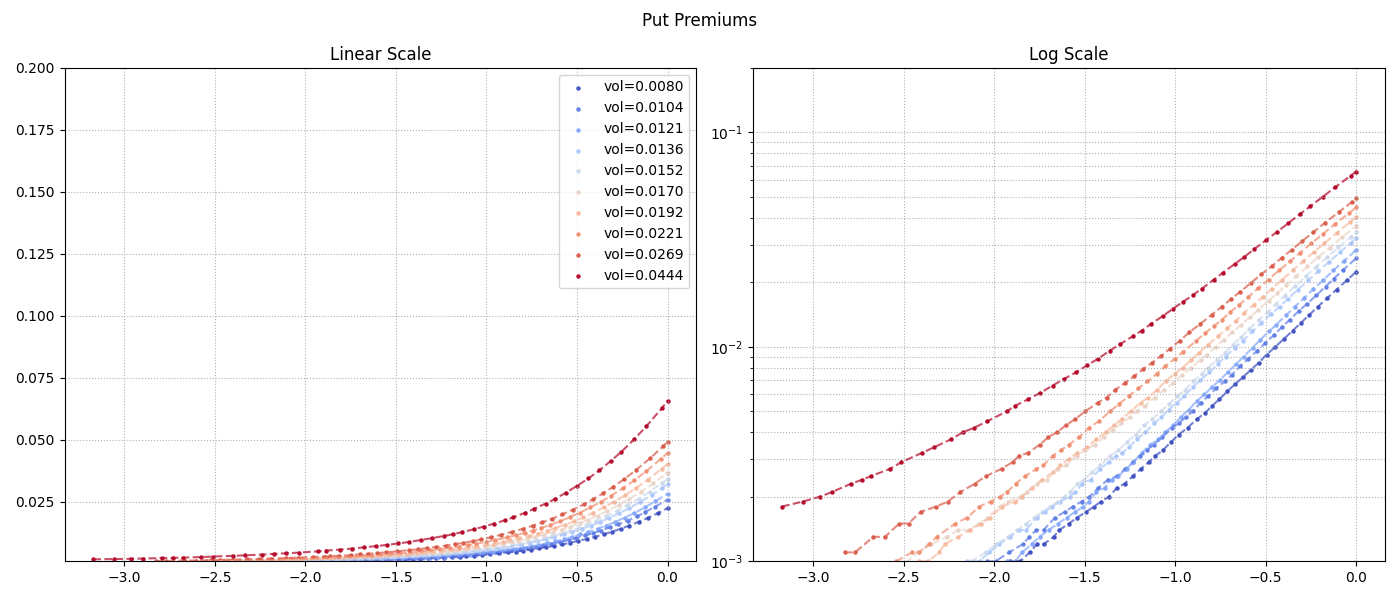 Put Premiums
Linear Scale
0.200
0.175
0.150
0.125
0.100
0.075
0.050
0.025
−3.0 −2.5 −2.0 −1.5 −1.0 −0.5 0.0
vol=0.0080
vol=0.0104
vol=0.0121
vol=0.0136
vol=0.0152
vol=0.0170
vol=0.0192
vol=0.0221
vol=0.0269
vol=0.0444
Log Scale
10⁻¹
10⁻²
10⁻³
−3.0 −2.5 −2.0 −1.5 −1.0 −0.5 0.0